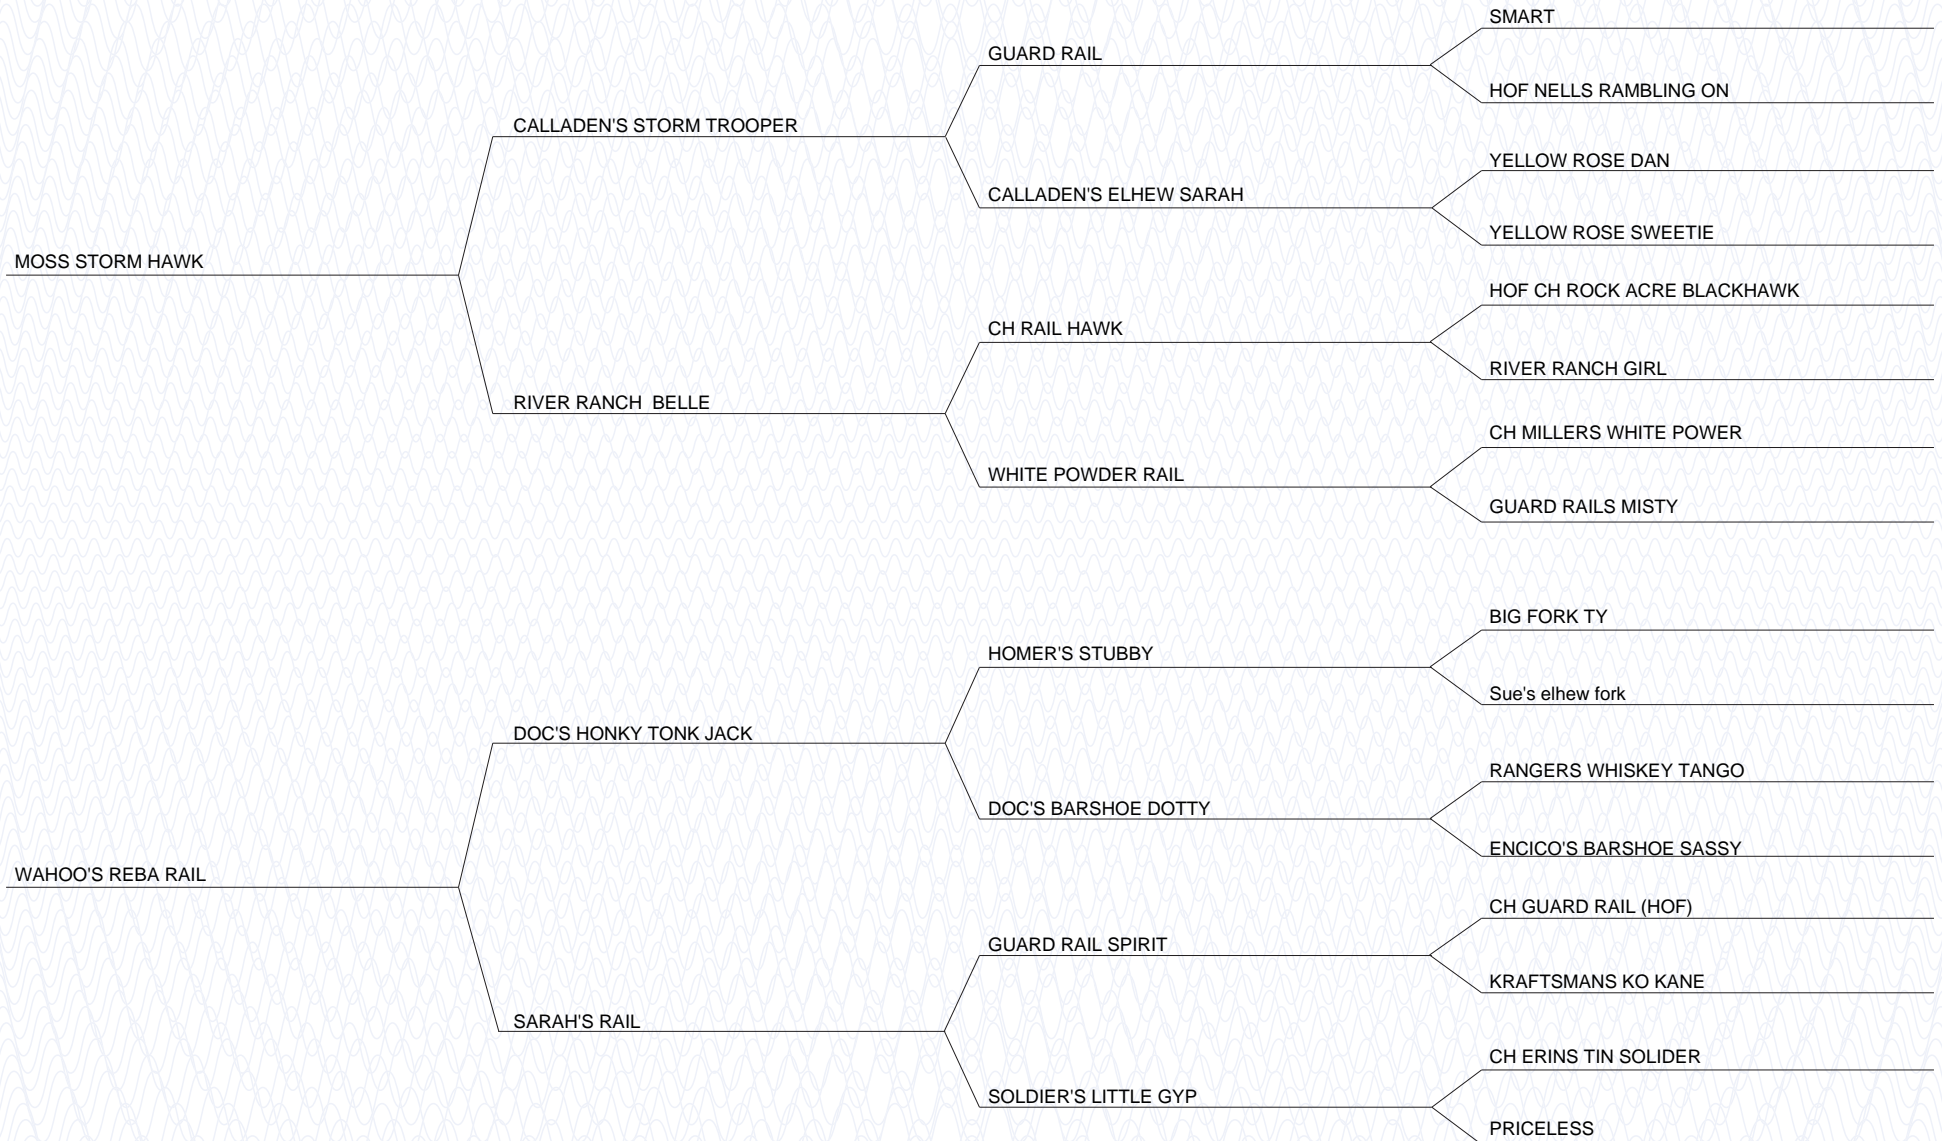 SMART
GUARD RAIL
HOF NELLS RAMBLING ON
CALLADEN'S STORM TROOPER
YELLOW ROSE DAN
CALLADEN'S ELHEW SARAH
YELLOW ROSE SWEETIE
MOSS STORM HAWK
HOF CH ROCK ACRE BLACKHAWK
CH RAIL HAWK
RIVER RANCH GIRL
RIVER RANCH  BELLE
CH MILLERS WHITE POWER
WHITE POWDER RAIL
GUARD RAILS MISTY
BIG FORK TY
HOMER'S STUBBY
Sue's elhew fork
DOC'S HONKY TONK JACK
RANGERS WHISKEY TANGO
DOC'S BARSHOE DOTTY
ENCICO'S BARSHOE SASSY
WAHOO'S REBA RAIL
CH GUARD RAIL (HOF)
GUARD RAIL SPIRIT
KRAFTSMANS KO KANE
SARAH'S RAIL
CH ERINS TIN SOLIDER
SOLDIER'S LITTLE GYP
PRICELESS